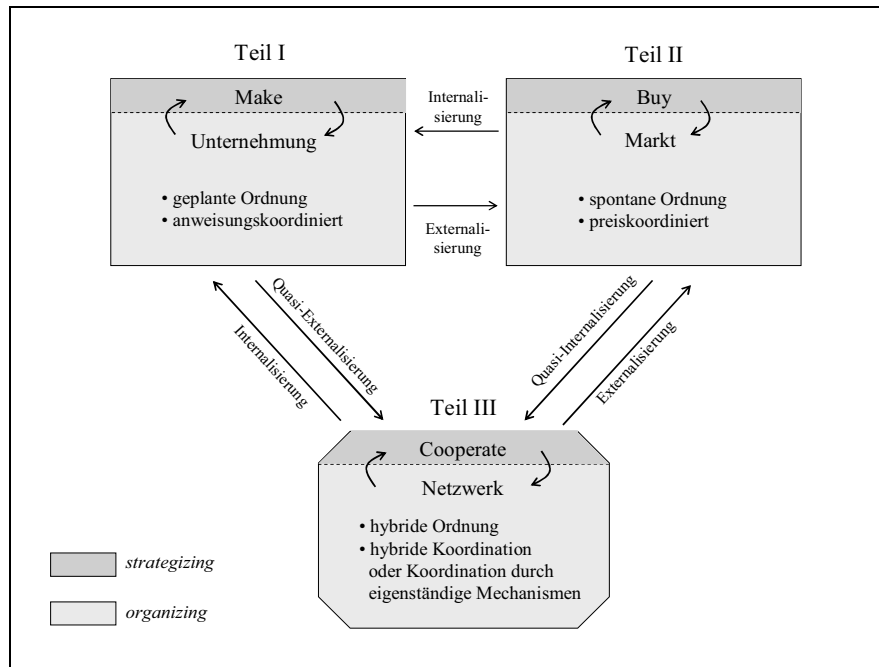 Teil I
Teil II
Make
Unternehmung
• geplante Ordnung
• anweisungskoordiniert
Internali-
sierung
Externali-
sierung
Buy
Markt
• spontane Ordnung
• preiskoordiniert
Quasi-Externalisierung
Internalisierung
Quasi-Internalisierung
Externalisierung
Teil III
Cooperate
Netzwerk
• hybride Ordnung
• hybride Koordination
oder Koordination durch
eigenständige Mechanismen
strategizing
organizing